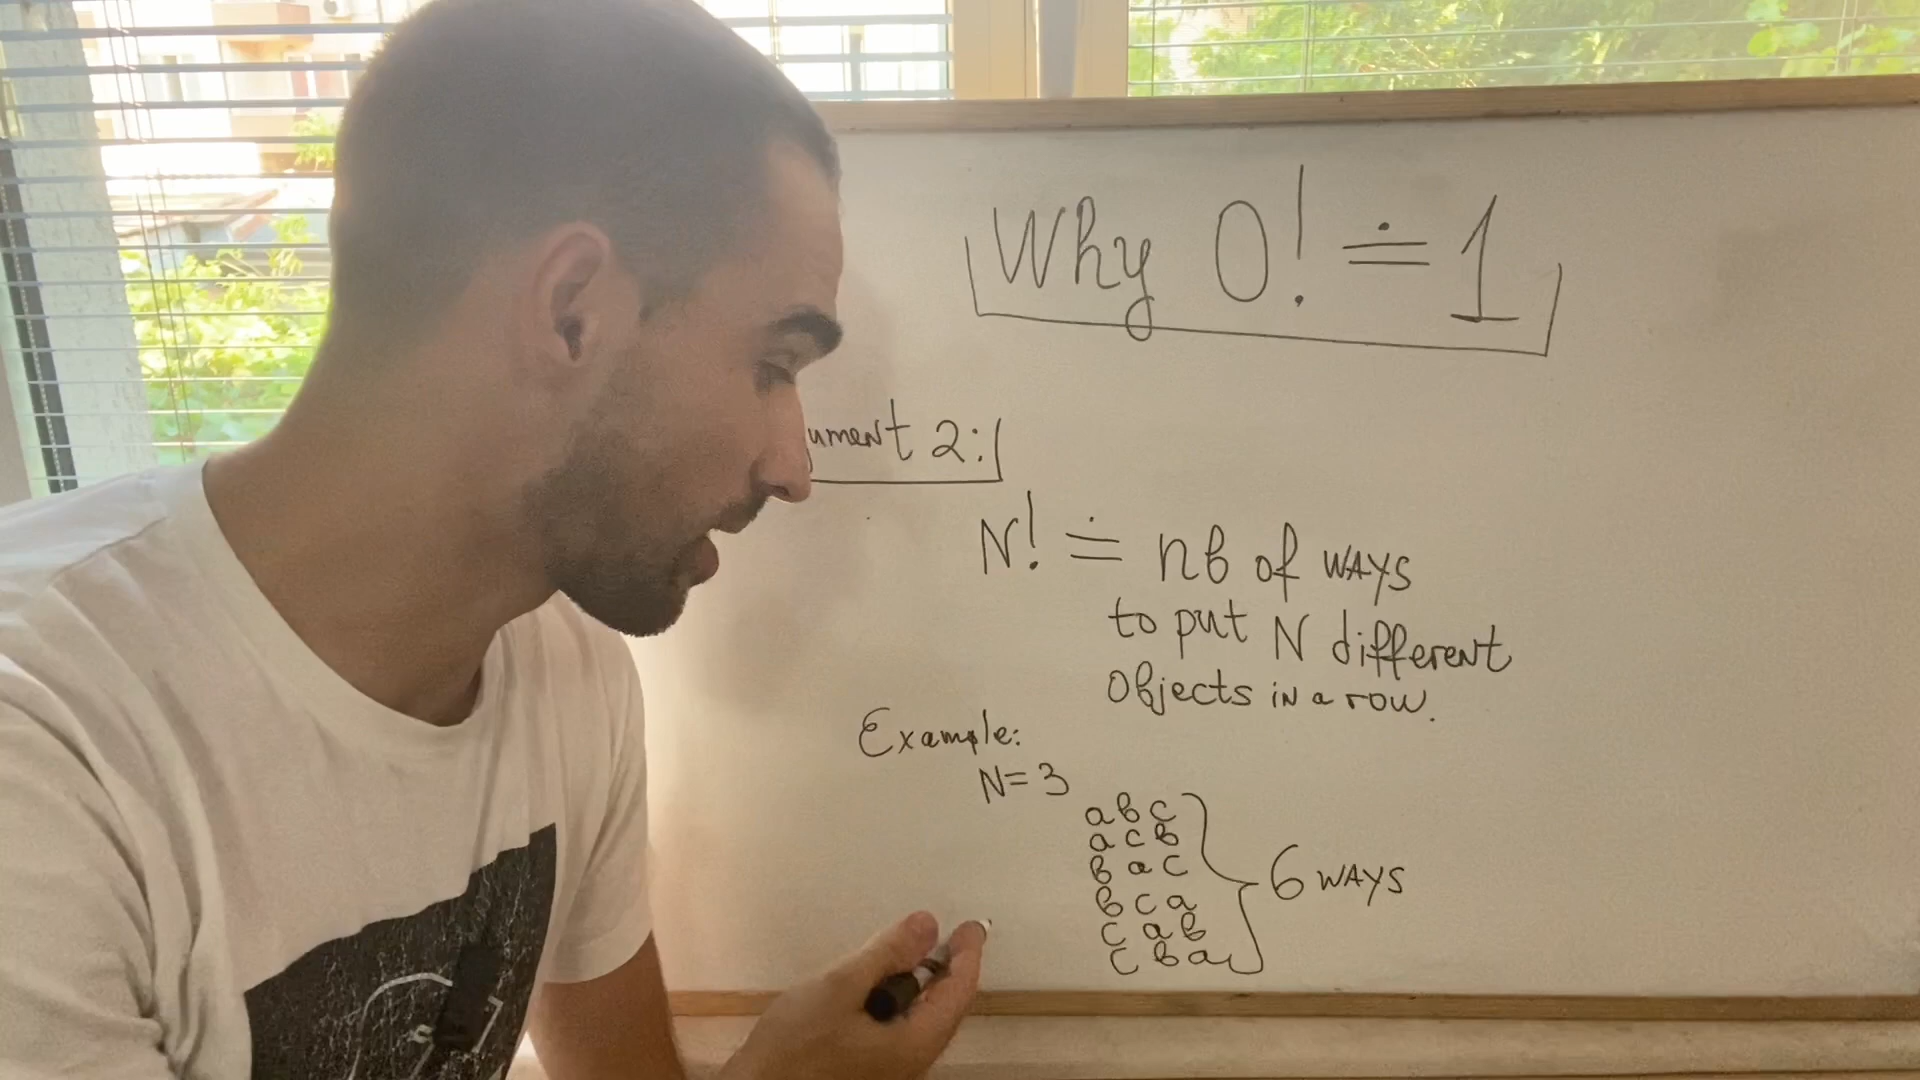 Why 0! ≐ 1
ument 2:
N! ≐ nb of ways
to put N different
objects in a row.
Example:
N=3
abc
acb
bac
bca
cab
cba
6 ways